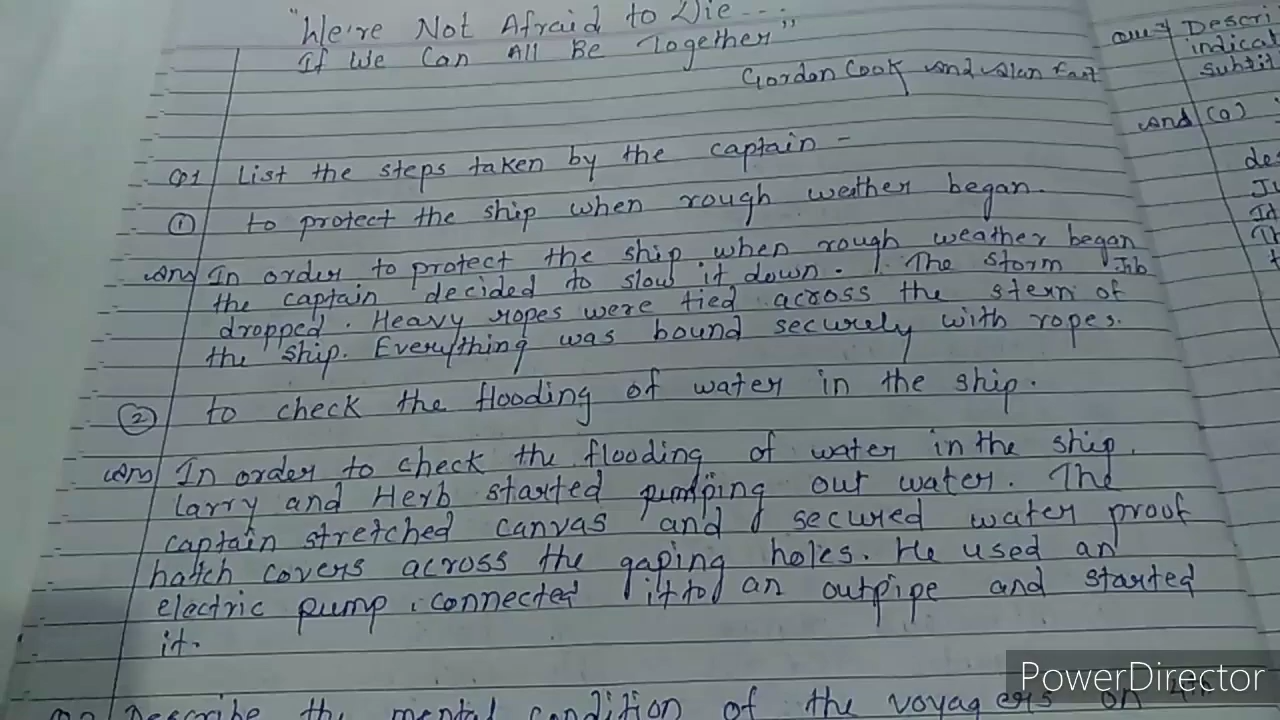 "We're Not Afraid to Die...
If We Can All Be Together"
Gordon Cook and Alan East
Q1 List the steps taken by the captain -
① to protect the ship when rough weather began.
Ans In order to protect the ship when rough weather began
the captain decided to slow it down. The storm Jib
dropped. Heavy ropes were tied across the stern of
the ship. Everything was bound securely with ropes.
② to check the flooding of water in the ship.
Ans In order to check the flooding of water in the ship.
Larry and Herb started pumping out water. The
captain stretched canvas and secured water proof
hatch covers across the gaping holes. He used an
electric pump, connected it to an outpipe and started
it.
Describe the mental condition of the voyagers on
Descri
indicat
subtit
Ans (a)
de
PowerDirector